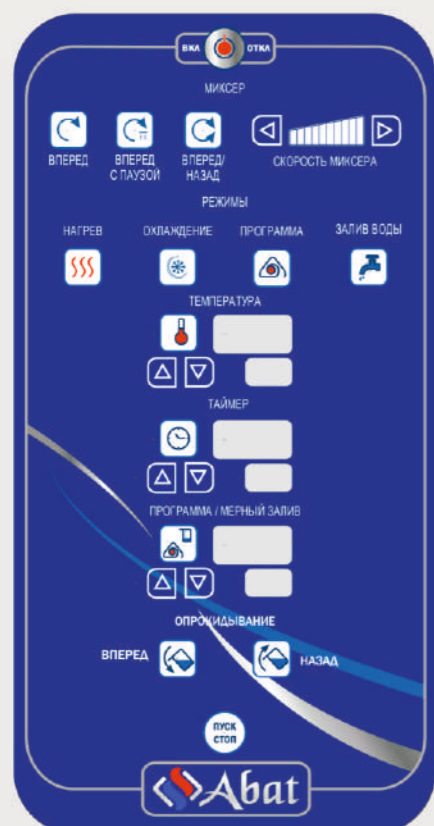 ВКЛ ОТКЛ
МИКСЕР
ВПЕРЕД
ВПЕРЕД
С ПАУЗОЙ
ВПЕРЕД/
НАЗАД
СКОРОСТЬ МИКСЕРА
РЕЖИМЫ
НАГРЕВ ОХЛАЖДЕНИЕ ПРОГРАММА ЗАЛИВ ВОДЫ
ТЕМПЕРАТУРА
ТАЙМЕР
ПРОГРАММА / МЕРНЫЙ ЗАЛИВ
ОПРОКИДЫВАНИЕ
ВПЕРЕД НАЗАД
ПУСК
СТОП
Abat